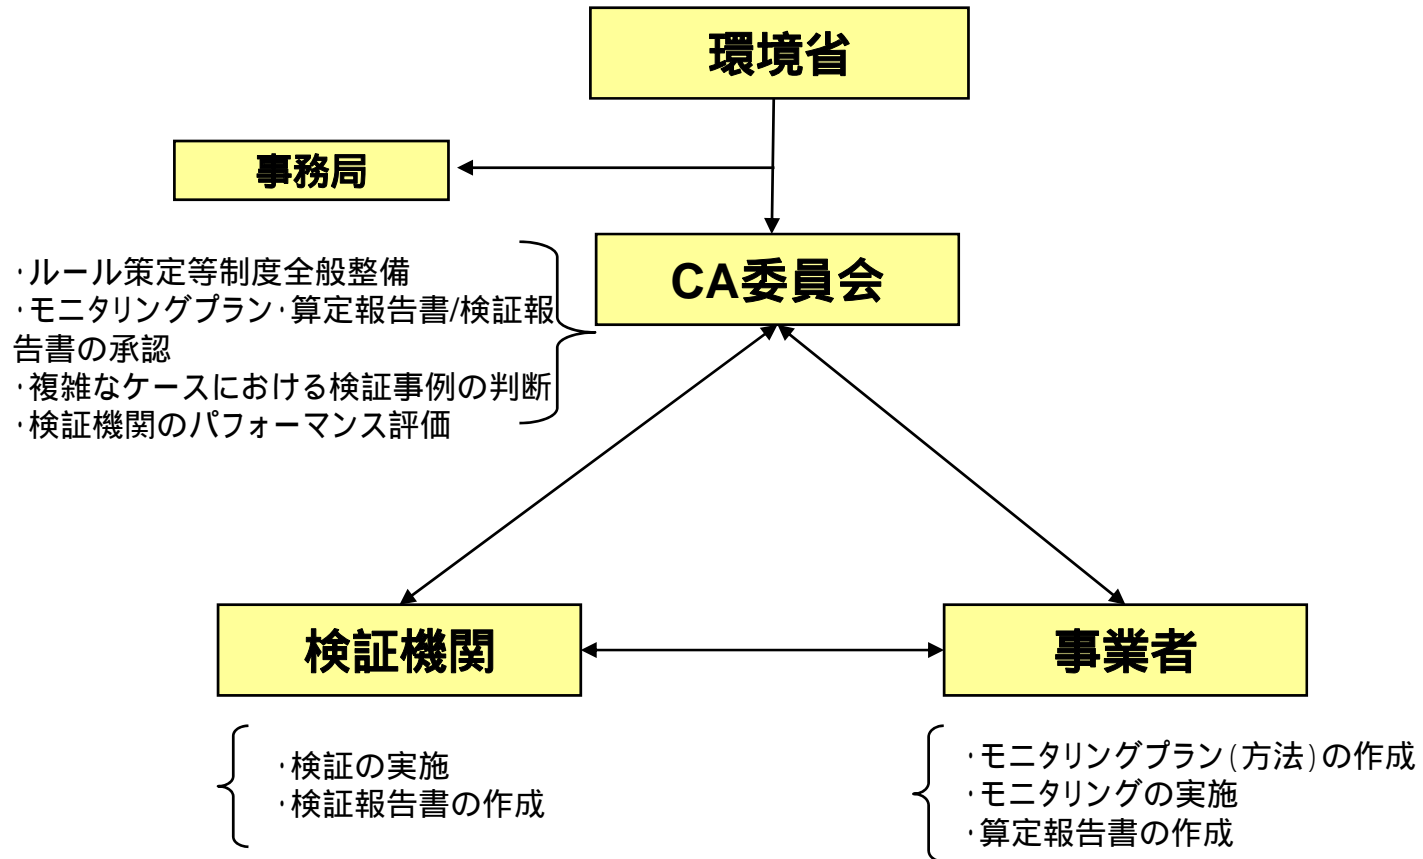 環境省
事務局
CA委員会
･ルール策定等制度全般整備
･モニタリングプラン･算定報告書/検証報
告書の承認
･複雑なケースにおける検証事例の判断
･検証機関のパフォーマンス評価
検証機関
事業者
･検証の実施
･検証報告書の作成
･モニタリングプラン(方法)の作成
･モニタリングの実施
･算定報告書の作成